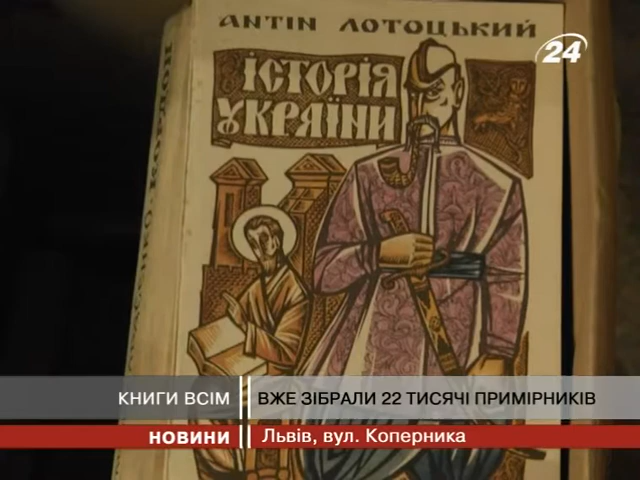 АНТІН ЛОТОЦЬКИЙ
24
ІСТОРІЯ
УКРАЇНИ
КНИГИ ВСІМ
ВЖЕ ЗІБРАЛИ 22 ТИСЯЧІ ПРИМІРНИКІВ
НОВИНИ
Львів, вул. Коперника